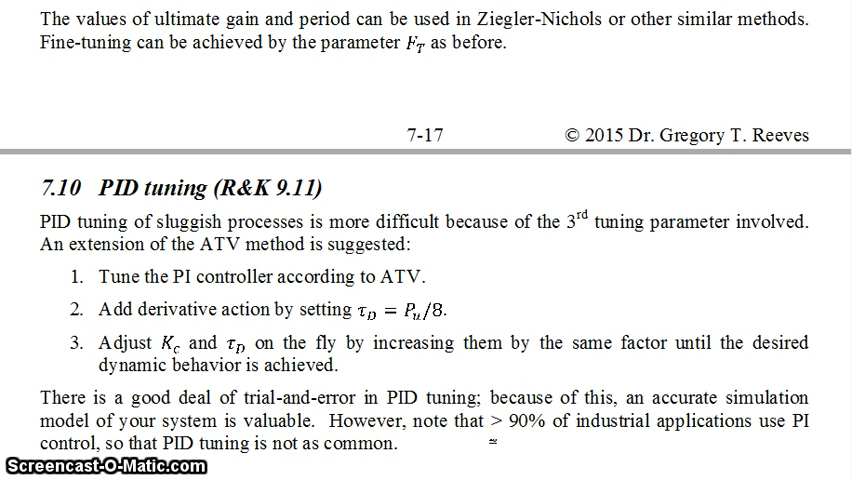 The values of ultimate gain and period can be used in Ziegler-Nichols or other similar methods.
Fine-tuning can be achieved by the parameter F_T as before.
7-17 © 2015 Dr. Gregory T. Reeves
7.10 PID tuning (R&K 9.11)
PID tuning of sluggish processes is more difficult because of the 3rd tuning parameter involved.
An extension of the ATV method is suggested:
1. Tune the PI controller according to ATV.
2. Add derivative action by setting τ_D = P_u/8.
3. Adjust K_c and τ_D on the fly by increasing them by the same factor until the desired
dynamic behavior is achieved.
There is a good deal of trial-and-error in PID tuning; because of this, an accurate simulation
model of your system is valuable. However, note that > 90% of industrial applications use PI
control, so that PID tuning is not as common.
Screencast-O-Matic.com